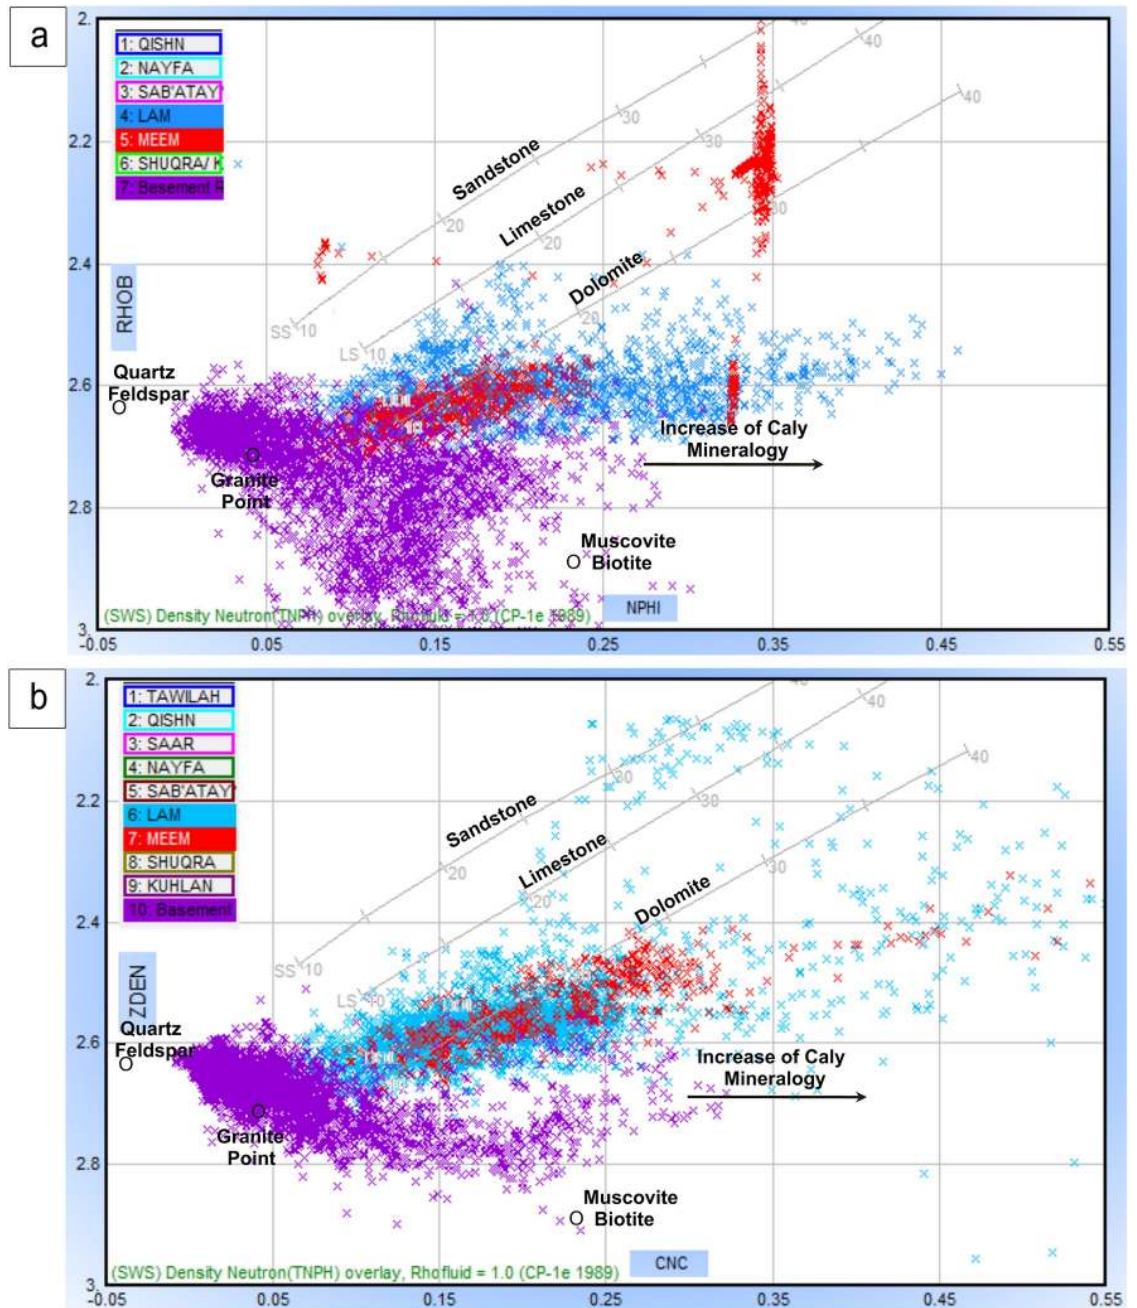 a
2.
1: QISHN
2: NAYFA
3: SAB'ATAY
4: LAM
5: MEEM
6: SHUQRA/ K
7: Besement R
40
40
40
30
30
30
20
20
20
SS 10
LS 10
Sandstone
Limestone
Dolomite
2.2
2.4
RHOB
Quartz
Feldspar
2.6
Granite
Point
Increase of Caly
Mineralogy
2.8
Muscovite
Biotite
NPHI
(SWS) Density Neutron(TNPH) overlay, Rhofluid = 1.0 (CP-1e 1989)
3.
-0.05
0.05
0.15
0.25
0.35
0.45
0.55
b
2.
1: TAWILAH
2: QISHN
3: SAAR
4: NAYFA
5: SAB'ATAY
6: LAM
7: MEEM
8: SHUQRA
9: KUHLAN
10: Basement
40
40
40
30
30
30
20
20
SS 10
LS 10
Sandstone
Limestone
Dolomite
2.2
2.4
ZDEN
Quartz
Feldspar
2.6
Granite
Point
Increase of Caly
Mineralogy
2.8
Muscovite
Biotite
CNC
(SWS) Density Neutron(TNPH) overlay, Rhofluid = 1.0 (CP-1e 1989)
3.
-0.05
0.05
0.15
0.25
0.35
0.45
0.55